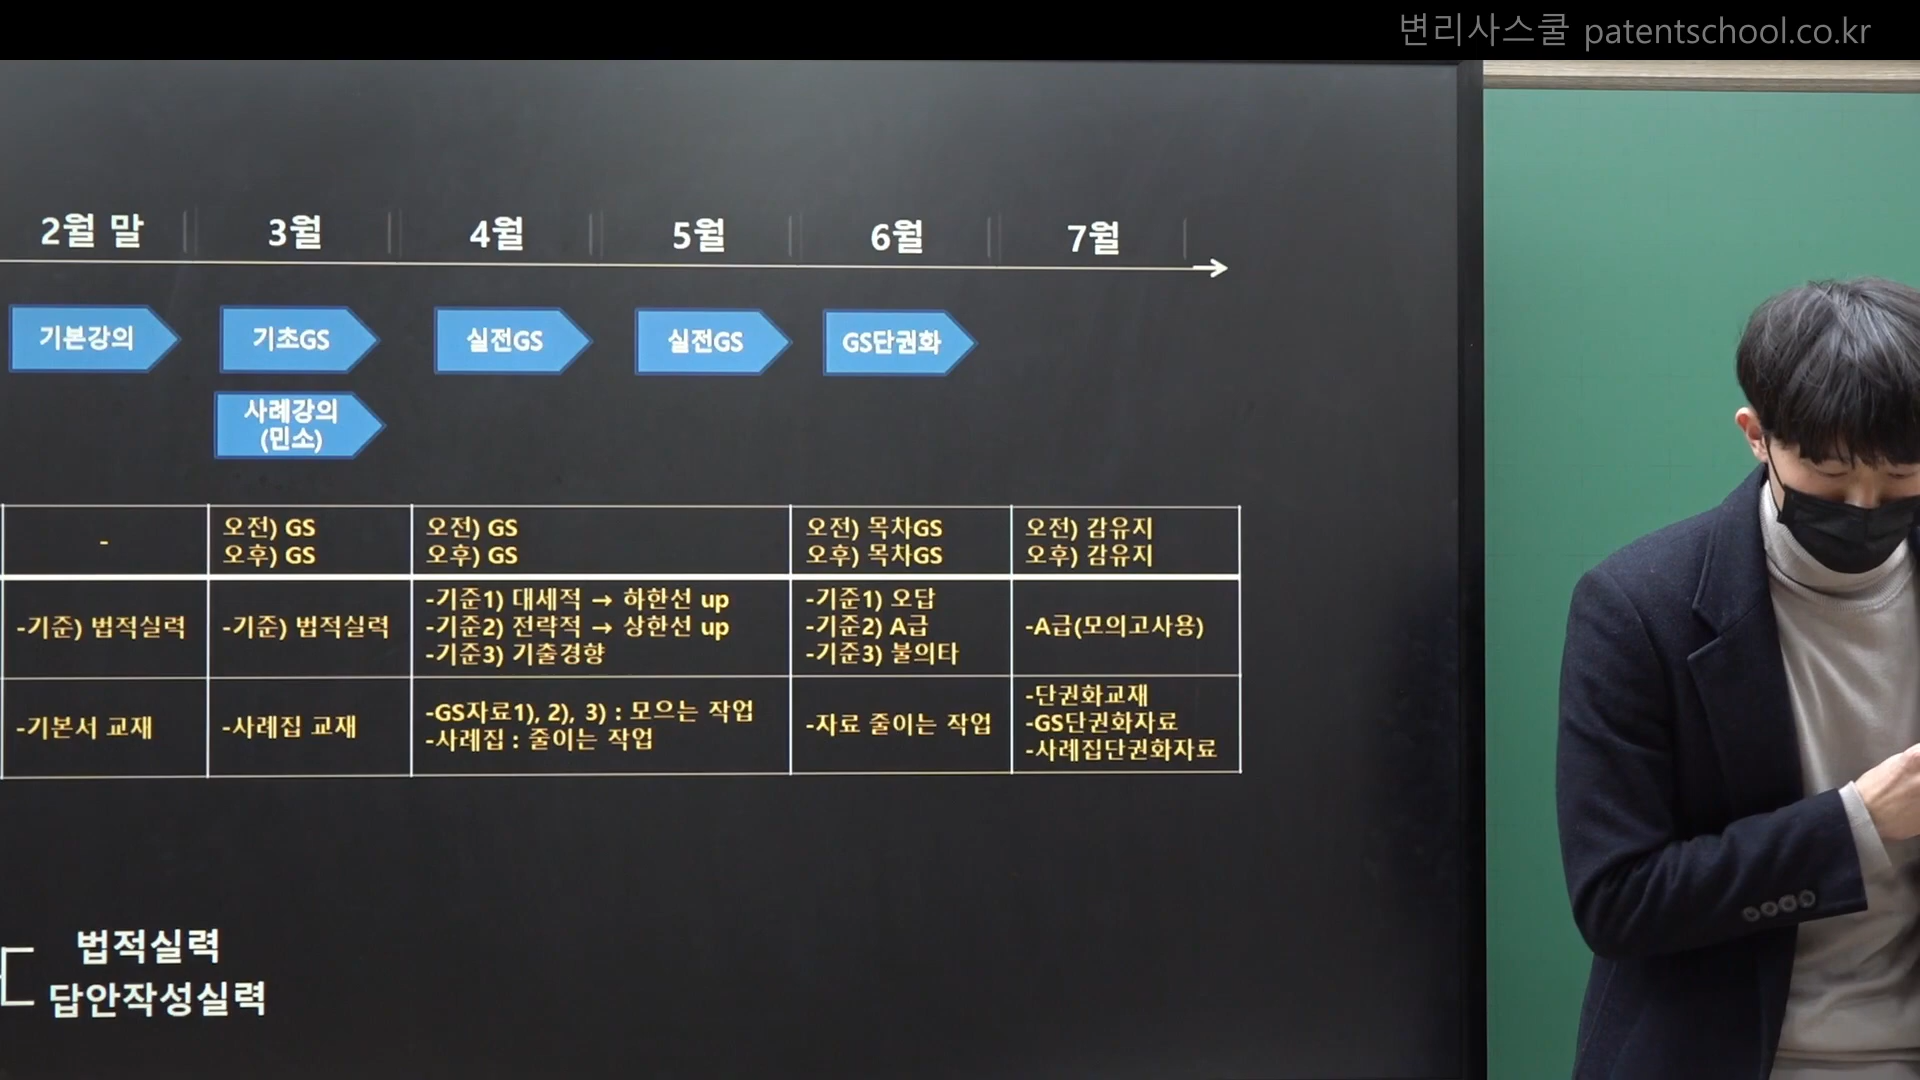 변리사스쿨 patentschool.co.kr
2월 말
3월
4월
5월
6월
7월
기본강의
기초GS
실전GS
실전GS
GS단권화
사례강의
(민소)
-
오전) GS
오후) GS
오전) GS
오후) GS
오전) 목차GS
오후) 목차GS
오전) 감유지
오후) 감유지
-기준) 법적실력
-기준) 법적실력
-기준1) 대세적 → 하한선 up
-기준2) 전략적 → 상한선 up
-기준3) 기출경향
-기준1) 오답
-기준2) A급
-기준3) 불의타
-A급(모의고사용)
-기본서 교재
-사례집 교재
-GS자료1), 2), 3) : 모으는 작업
-사례집 : 줄이는 작업
-자료 줄이는 작업
-단권화교재
-GS단권화자료
-사례집단권화자료
법적실력
답안작성실력